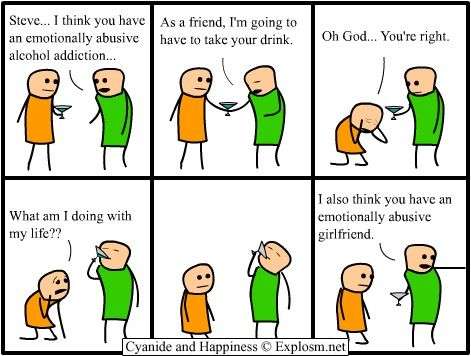 Steve... I think you have
an emotionally abusive
alcohol addiction...
As a friend, I'm going to
have to take your drink.
Oh God... You're right.
What am I doing with
my life??
I also think you have an
emotionally abusive
girlfriend.
Cyanide and Happiness © Explosm.net